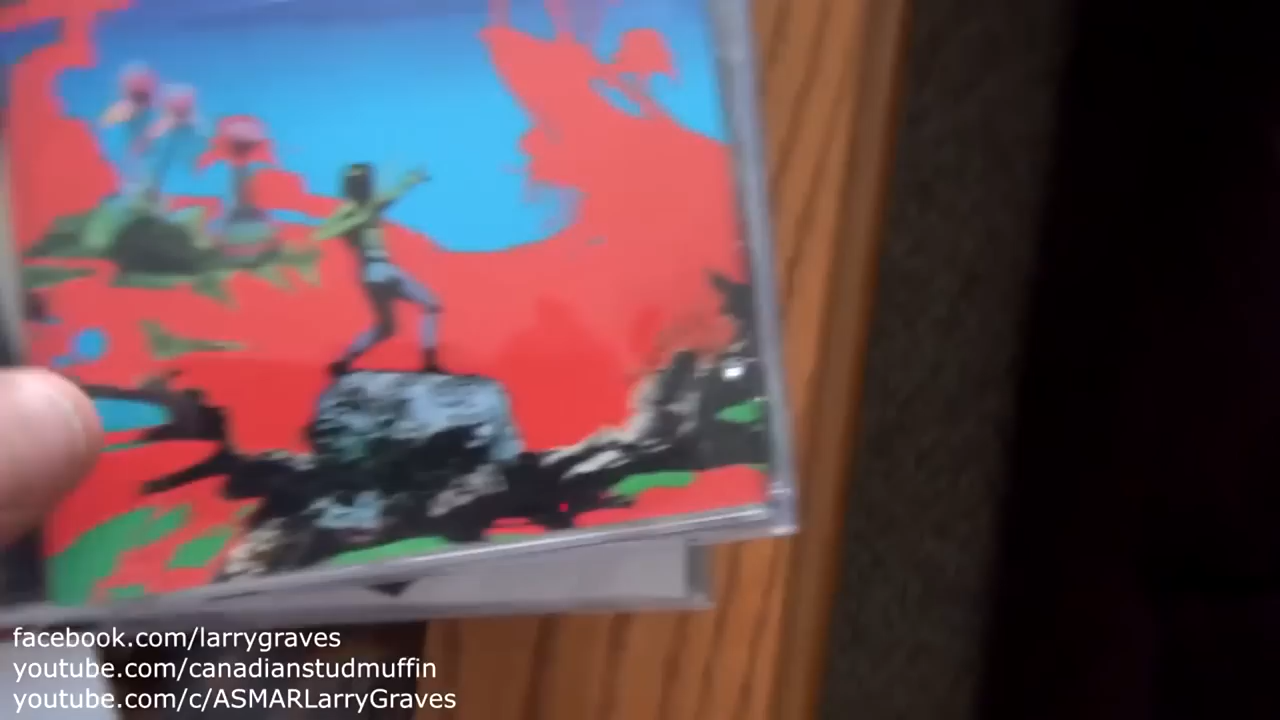 facebook.com/larrygraves
youtube.com/canadianstudmuffin
youtube.com/c/ASMARLarryGraves